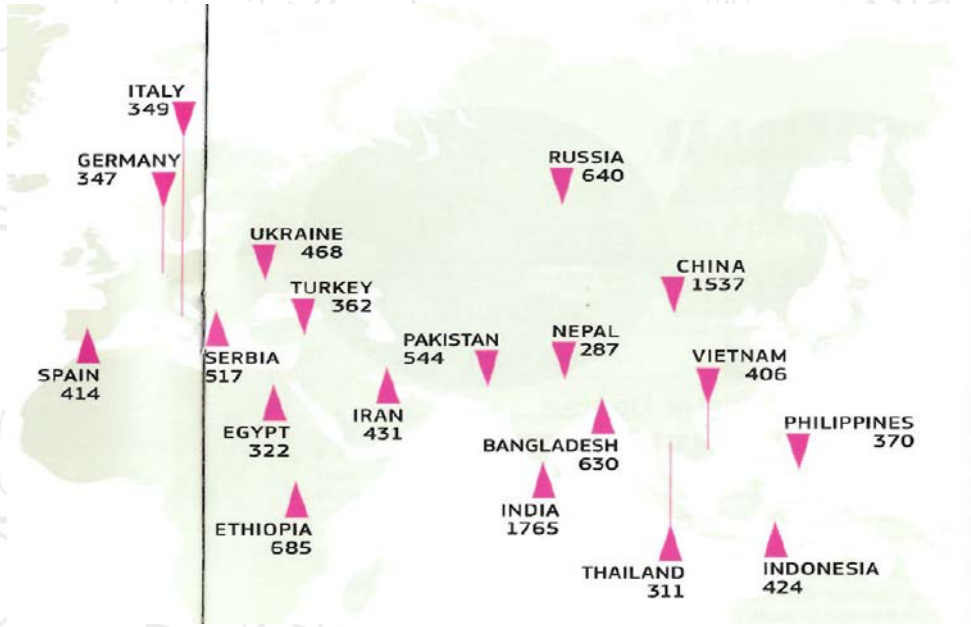 ITALY
349
GERMANY
347
RUSSIA
640
UKRAINE
468
CHINA
1537
TURKEY
362
PAKISTAN
544
NEPAL
287
VIETNAM
406
SERBIA
517
SPAIN
414
IRAN
431
EGYPT
322
BANGLADESH
630
PHILIPPINES
370
INDIA
1765
ETHIOPIA
685
THAILAND
311
INDONESIA
424